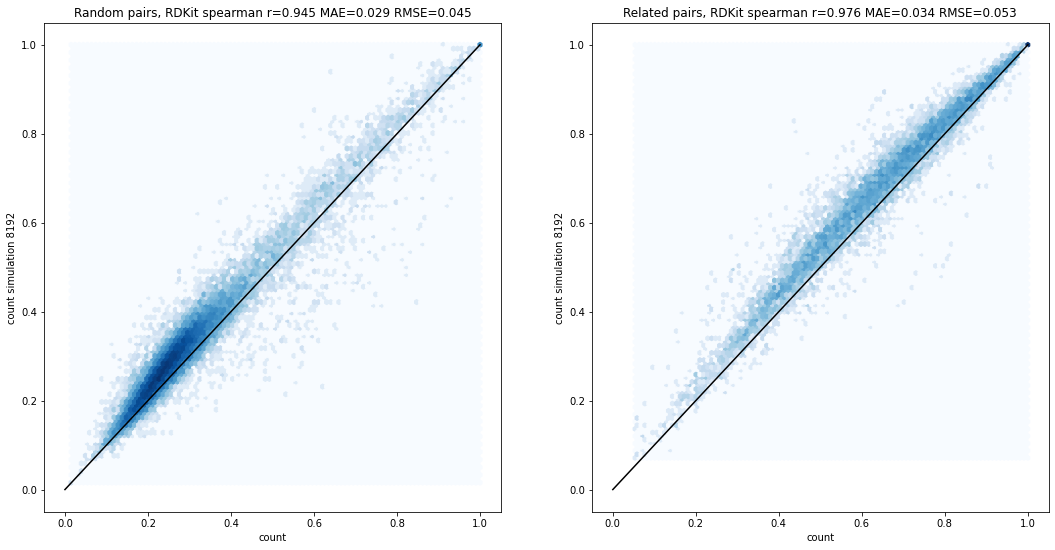 Random pairs, RDKit spearman r=0.945 MAE=0.029 RMSE=0.045
1.0
0.8
0.6
0.4
0.2
0.0
count simulation 8192
0.0 0.2 0.4 0.6 0.8 1.0
count
Related pairs, RDKit spearman r=0.976 MAE=0.034 RMSE=0.053
1.0
0.8
0.6
0.4
0.2
0.0
count simulation 8192
0.0 0.2 0.4 0.6 0.8 1.0
count